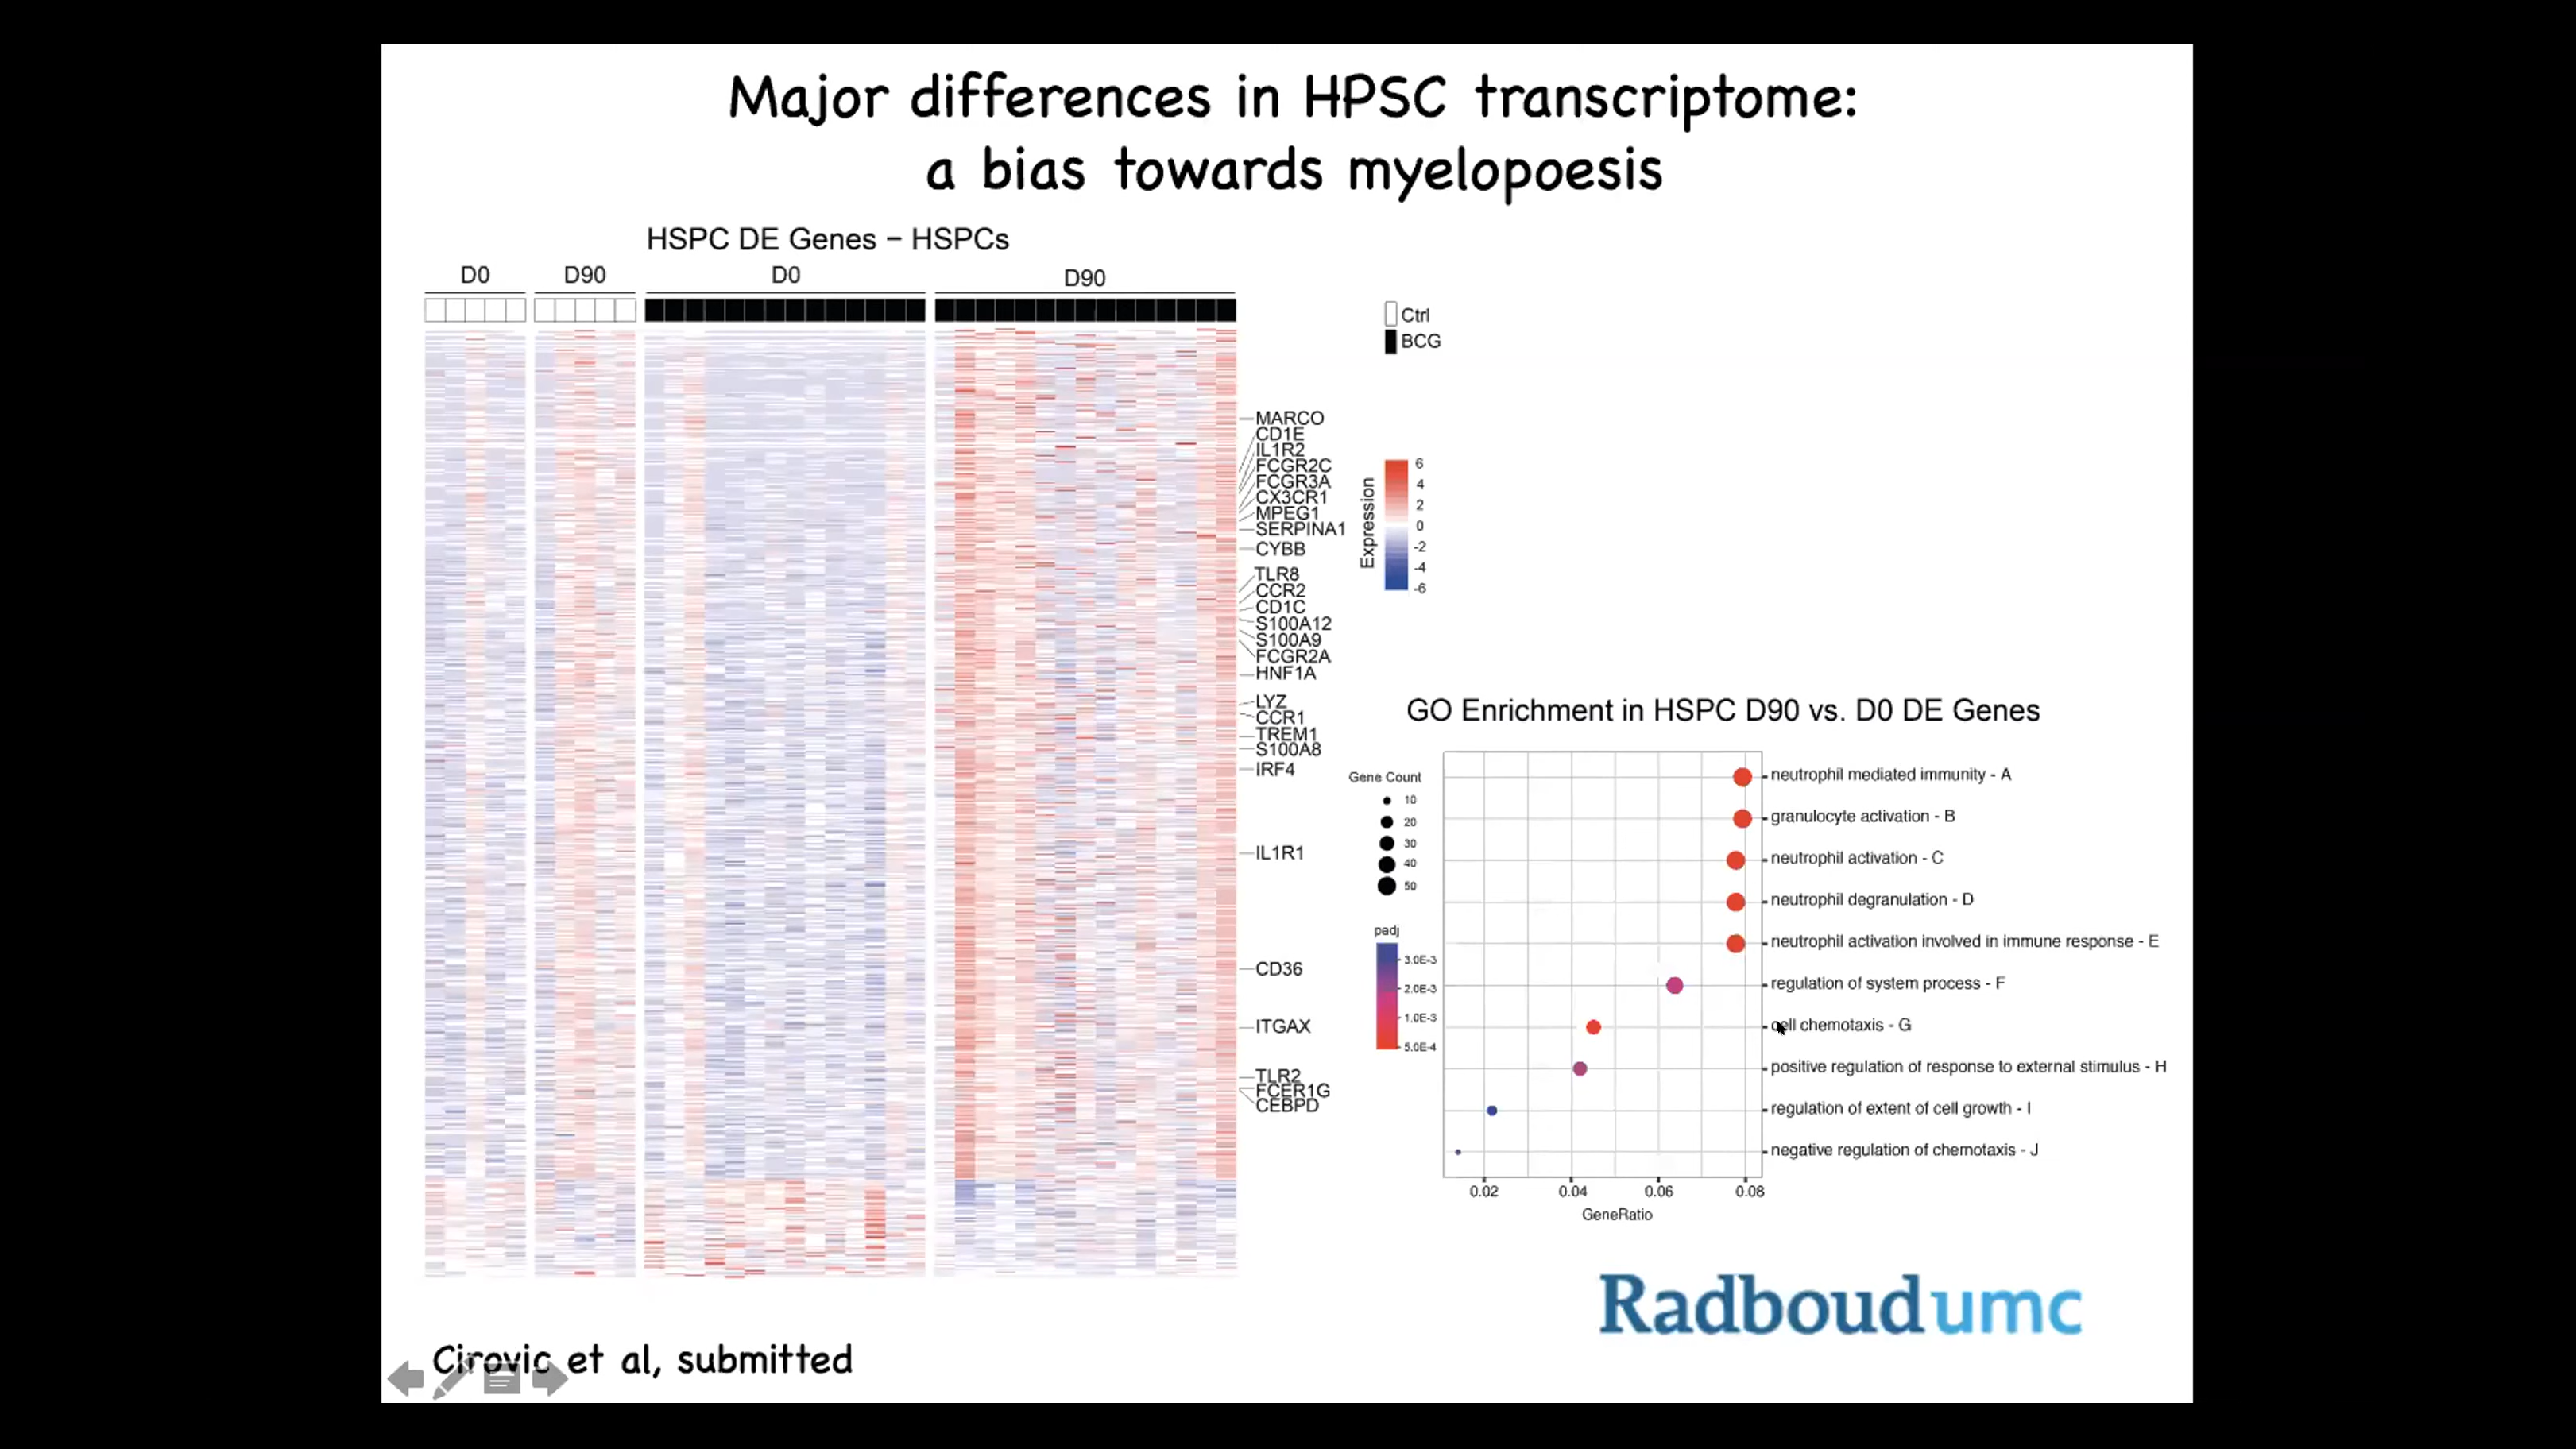 Major differences in HPSC transcriptome:
a bias towards myelopoesis
HSPC DE Genes – HSPCs
D0
D90
D0
D90
Ctrl
BCG
MARCO
CD1E
IL1R2
FCGR2C
FCGR3A
CX3CR1
MPEG1
SERPINA1
CYBB
TLR8
CCR2
CD1C
S100A12
S100A9
FCGR2A
HNF1A
LYZ
CCR1
TREM1
S100A8
IRF4
IL1R1
CD36
ITGAX
TLR2
FCER1G
CEBPD
Expression
6
4
2
0
-2
-4
-6
GO Enrichment in HSPC D90 vs. D0 DE Genes
Gene Count
10
20
30
40
50
padj
3.0E-3
2.0E-3
1.0E-3
5.0E-4
neutrophil mediated immunity - A
granulocyte activation - B
neutrophil activation - C
neutrophil degranulation - D
neutrophil activation involved in immune response - E
regulation of system process - F
cell chemotaxis - G
positive regulation of response to external stimulus - H
regulation of extent of cell growth - I
negative regulation of chemotaxis - J
0.02 0.04 0.06 0.08
GeneRatio
Radboudumc
Cirovic et al, submitted